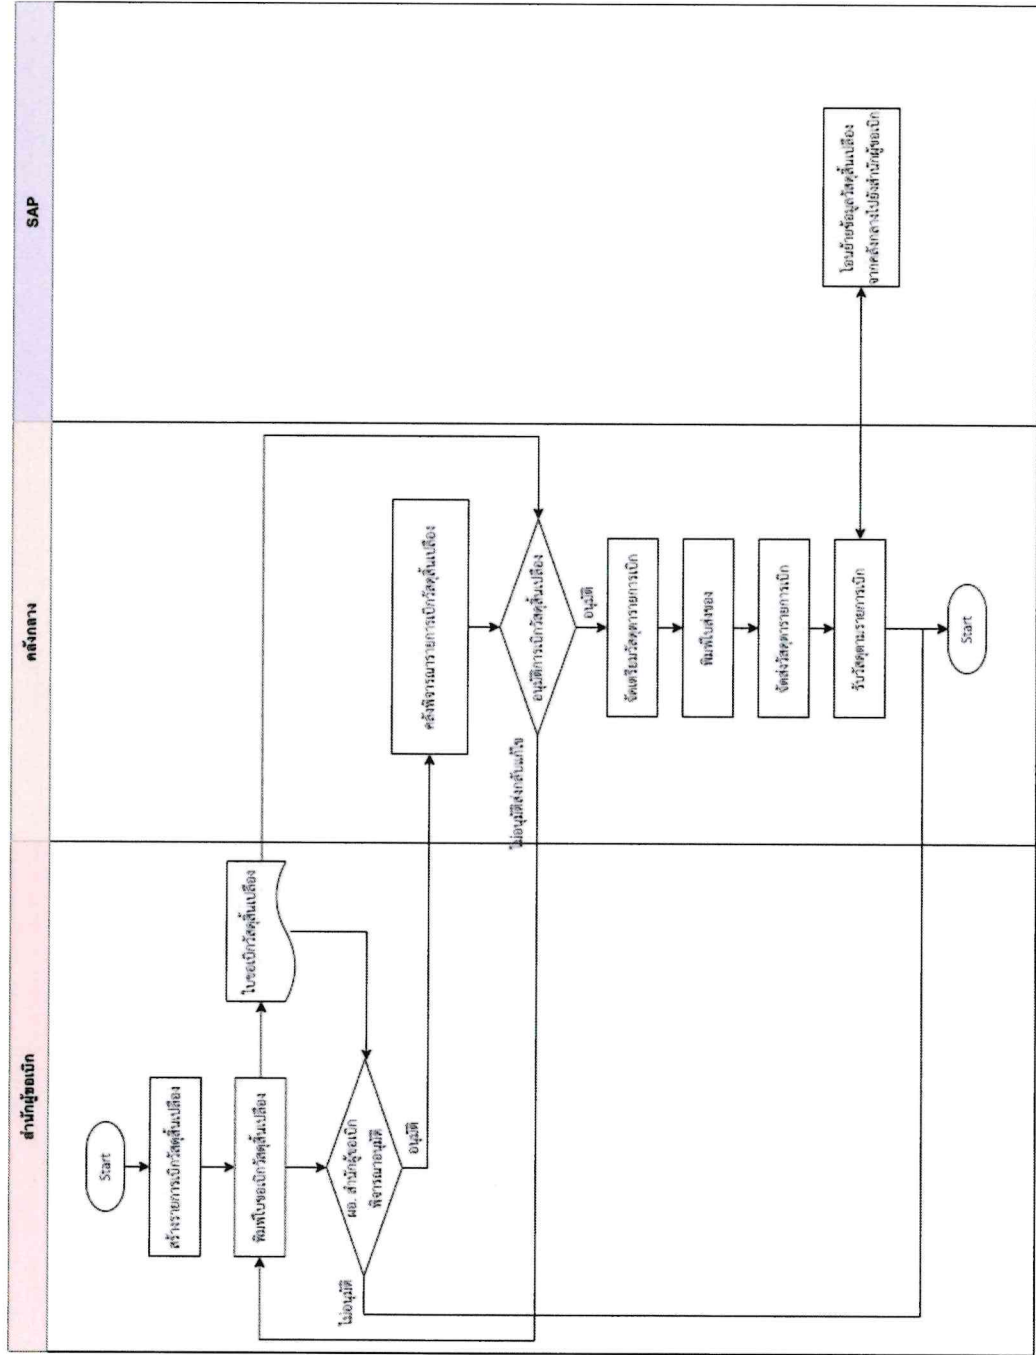 สำนักผู้ขอเบิก
คลังกลาง
SAP
Start
สร้างรายการเบิกวัสดุสิ้นเปลือง
พิมพ์ใบขอเบิกวัสดุสิ้นเปลือง
ใบขอเบิกวัสดุสิ้นเปลือง
ผอ. สำนักผู้ขอเบิก
พิจารณาอนุมัติ
ไม่อนุมัติ
อนุมัติ
คลังพิจารณารายการเบิกวัสดุสิ้นเปลือง
อนุมัติการเบิกวัสดุสิ้นเปลือง
ไม่อนุมัติส่งกลับแก้ไข
อนุมัติ
จัดเตรียมวัสดุตารายการเบิก
พิมพ์ใบส่งของ
จัดส่งวัสดุตารายการเบิก
รับวัสดุตามรายการเบิก
โอนย้ายข้อมูลวัสดุสิ้นเปลือง
จากคลังกลางไปยังสำนักผู้ขอเบิก
Start